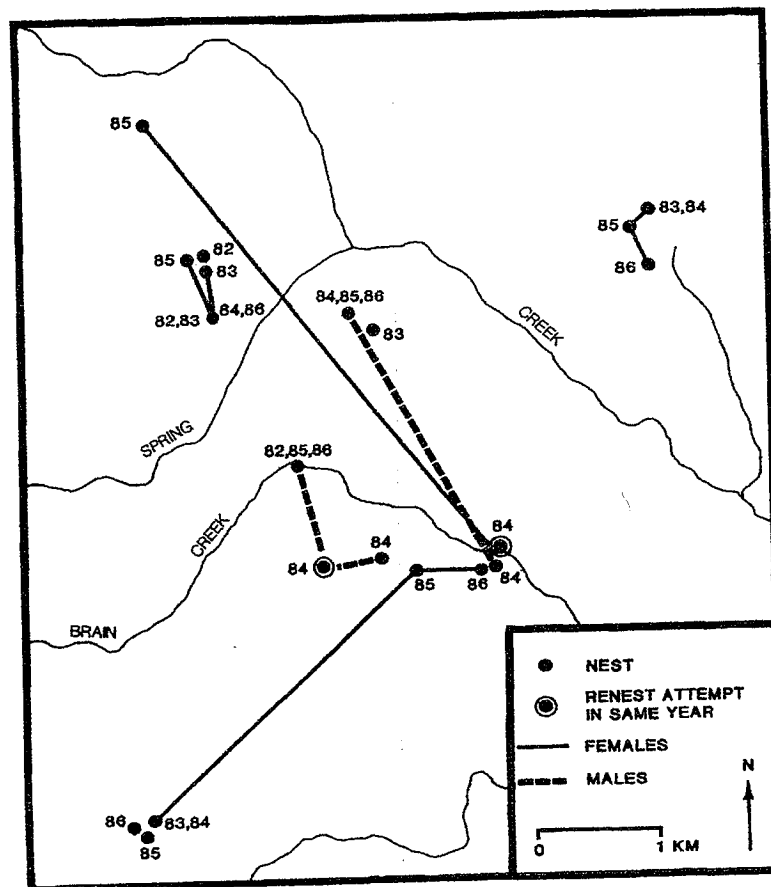 85
83,84
85
86
85
82
83
82,83
84,86
84,85,86
83
CREEK
SPRING
82,85,86
CREEK
84
84
84
85
86
84
BRAIN
NEST
RENEST ATTEMPT
IN SAME YEAR
FEMALES
MALES
N
0
1 KM
86
83,84
85